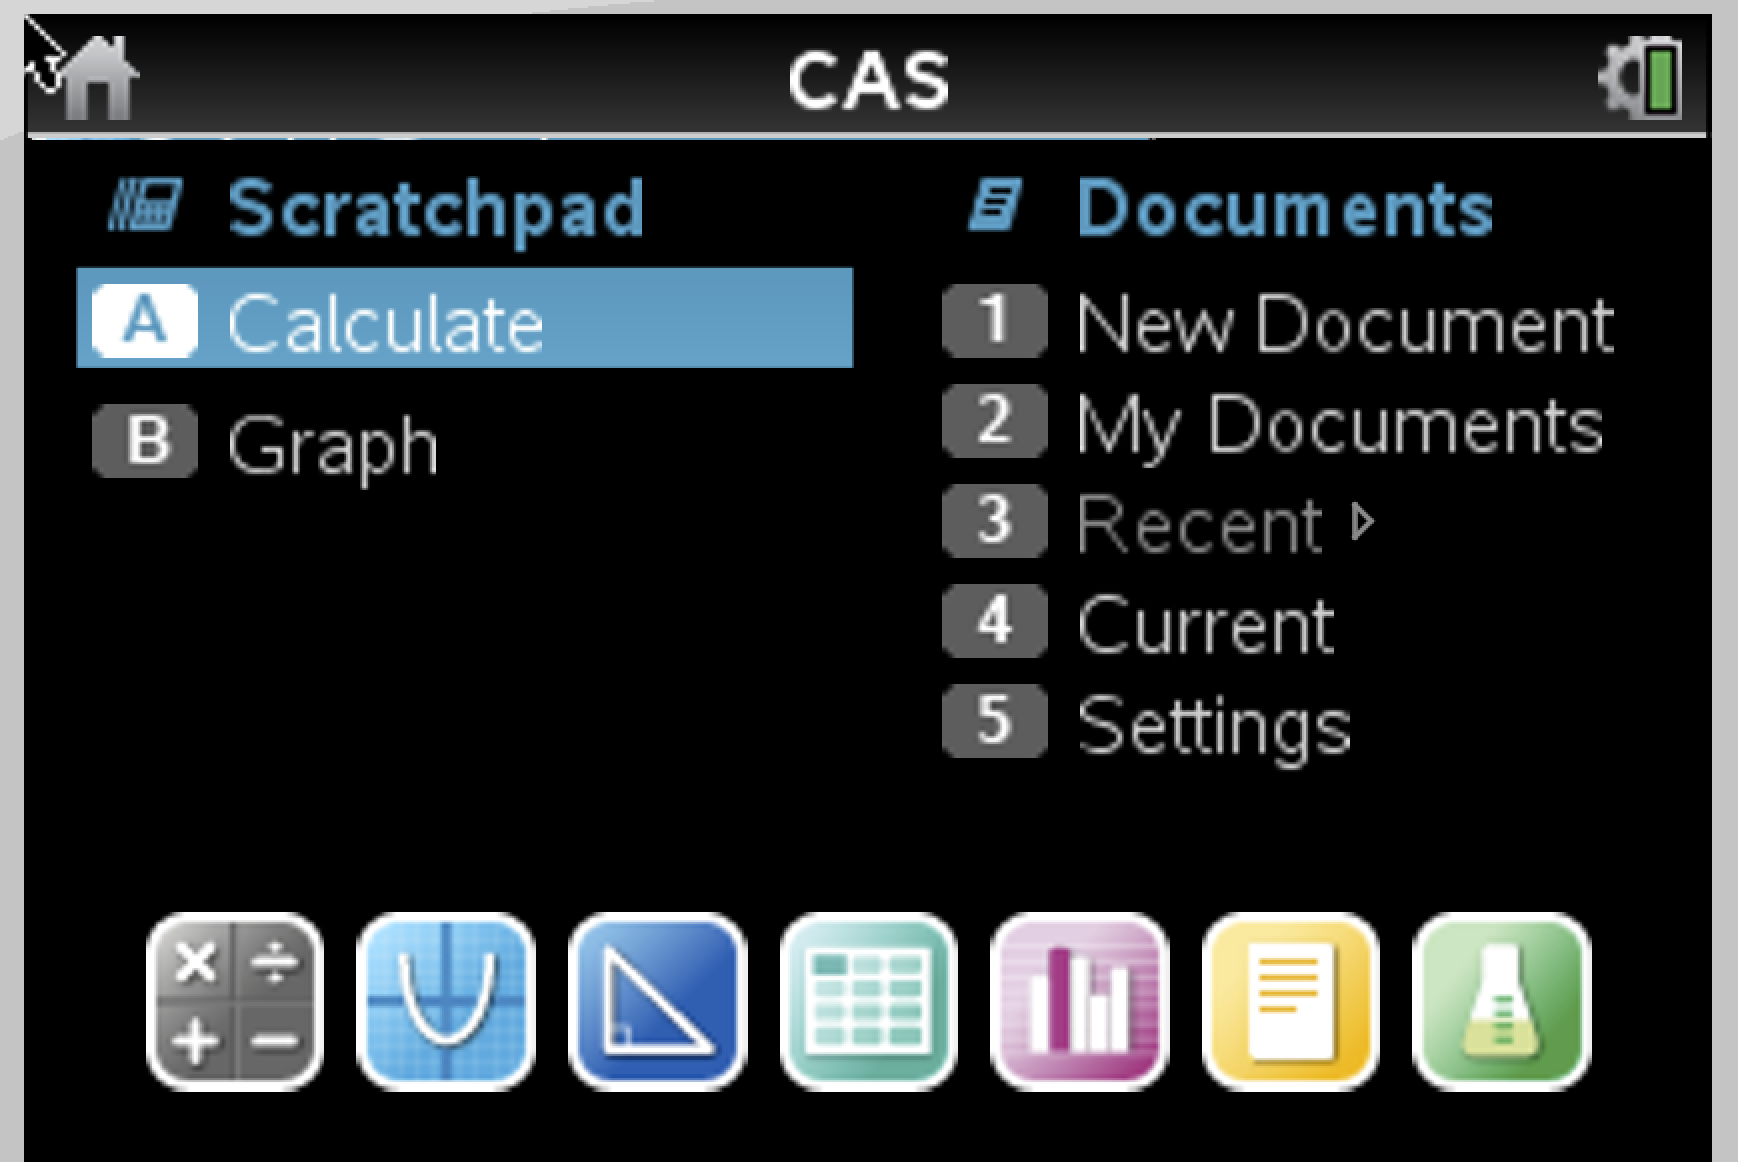 CAS
Scratchpad
A Calculate
B Graph
Documents
1 New Document
2 My Documents
3 Recent
4 Current
5 Settings